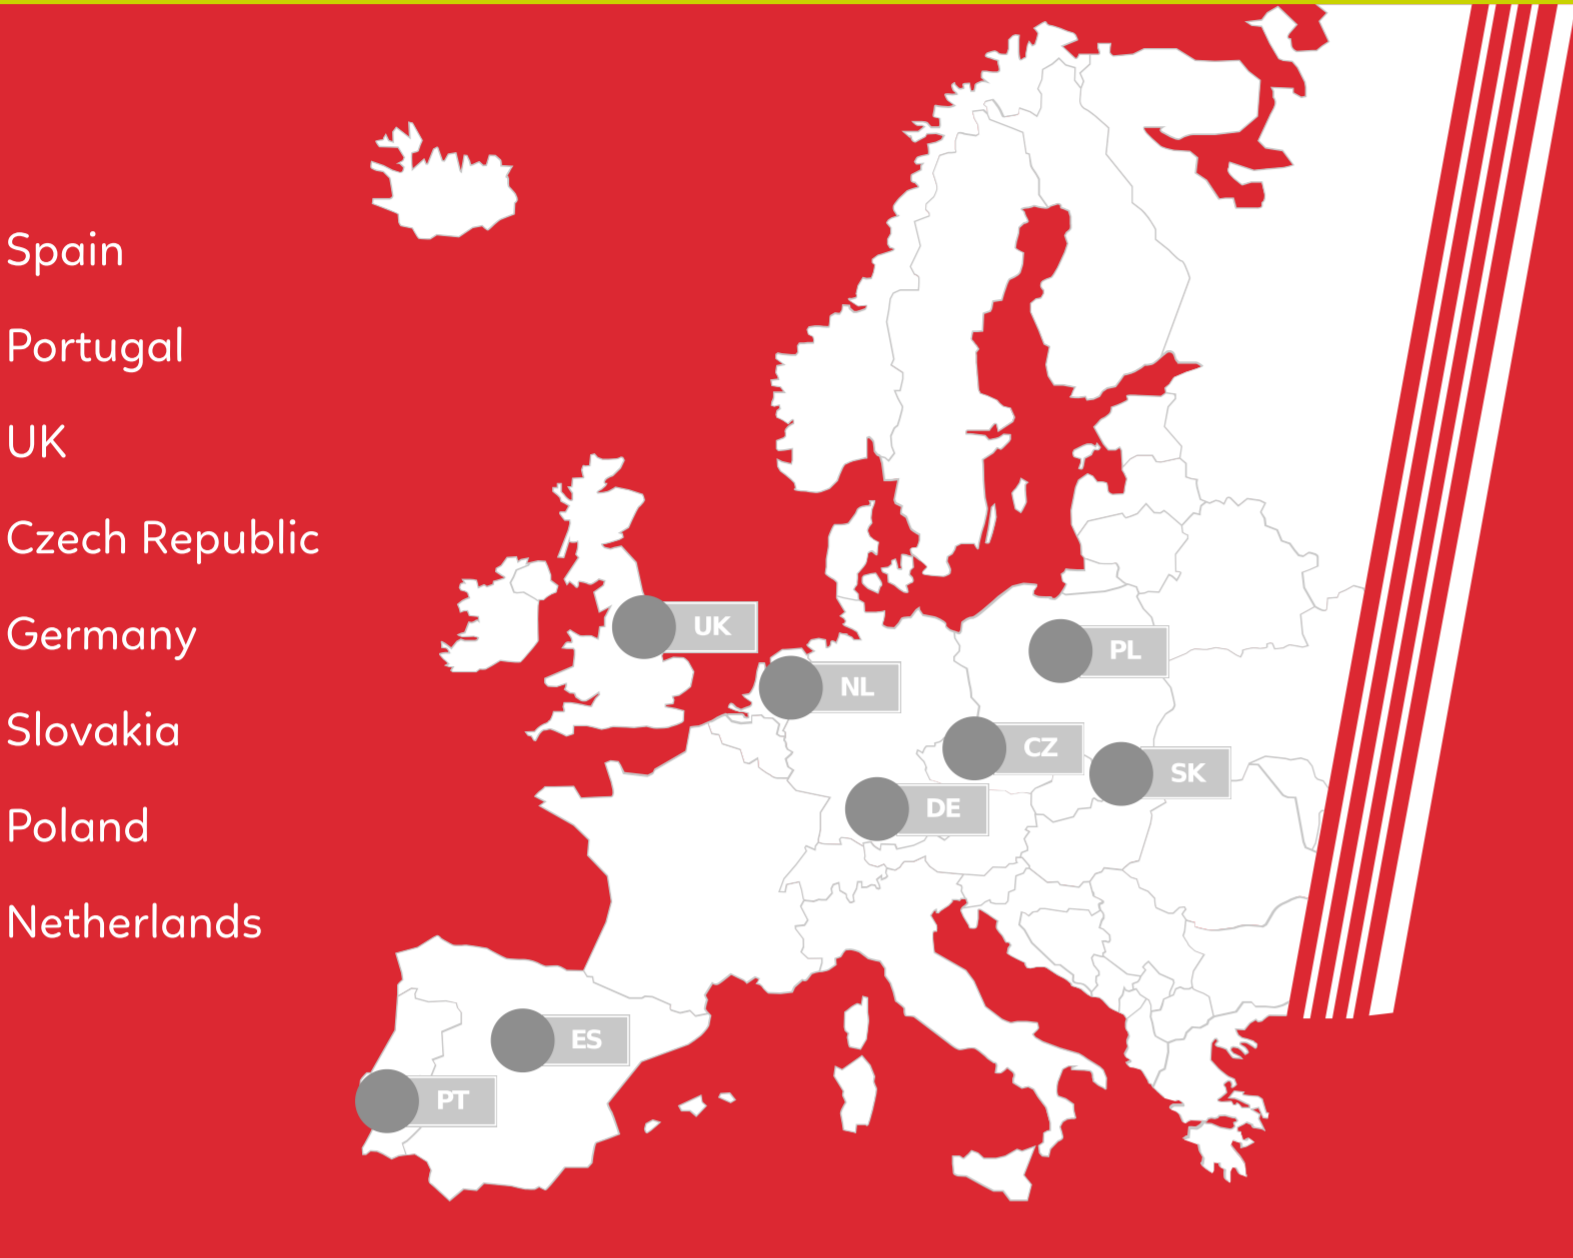 Spain
Portugal
UK
Czech Republic
Germany
Slovakia
Poland
Netherlands
UK
PL
NL
CZ
SK
DE
ES
PT